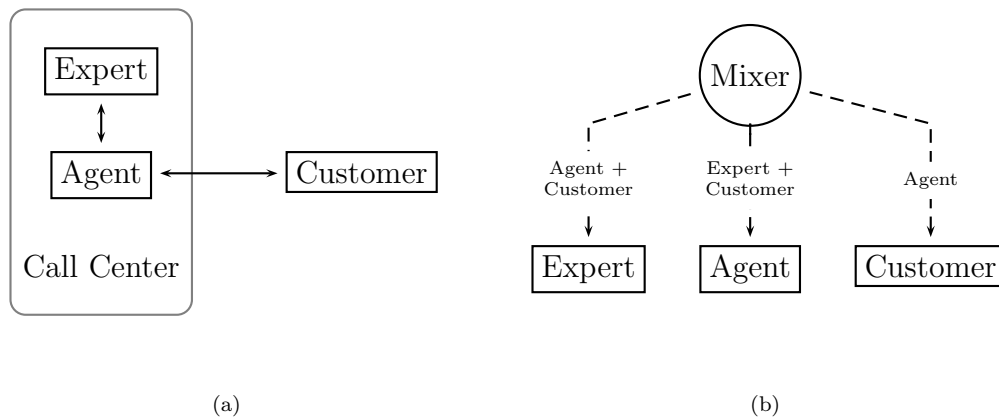 Expert
Agent
Customer
Call Center
(a)
Mixer
Agent +
Customer
Expert +
Customer
Agent
Expert
Agent
Customer
(b)